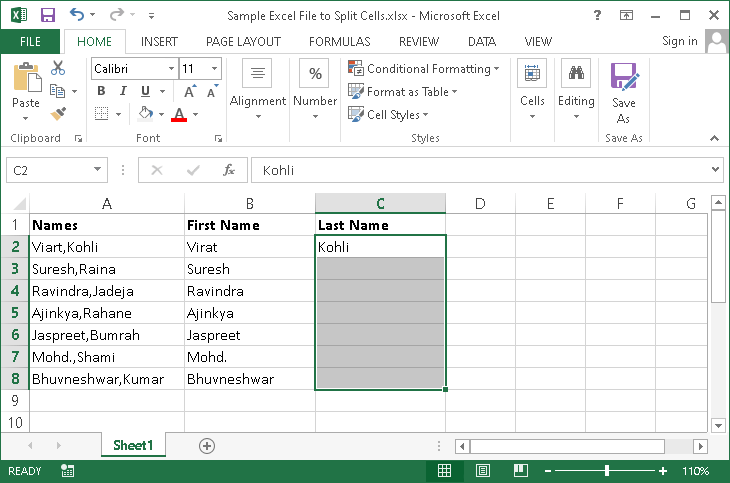 Sample Excel File to Split Cells.xlsx - Microsoft Excel
FILE HOME INSERT PAGE LAYOUT FORMULAS REVIEW DATA VIEW Sign in
Paste
Calibri 11
B I U A A
A
Alignment
%
Number
Conditional Formatting
Format as Table
Cell Styles
Cells
Editing
Save
As
Clipboard Font Styles Save As
C2 fx Kohli
A B C D E F G
1 Names First Name Last Name
2 Viart,Kohli Virat Kohli
3 Suresh,Raina Suresh
4 Ravindra,Jadeja Ravindra
5 Ajinkya,Rahane Ajinkya
6 Jaspreet,Bumrah Jaspreet
7 Mohd.,Shami Mohd.
8 Bhuvneshwar,Kumar Bhuvneshwar
9
10
Sheet1
READY 110%